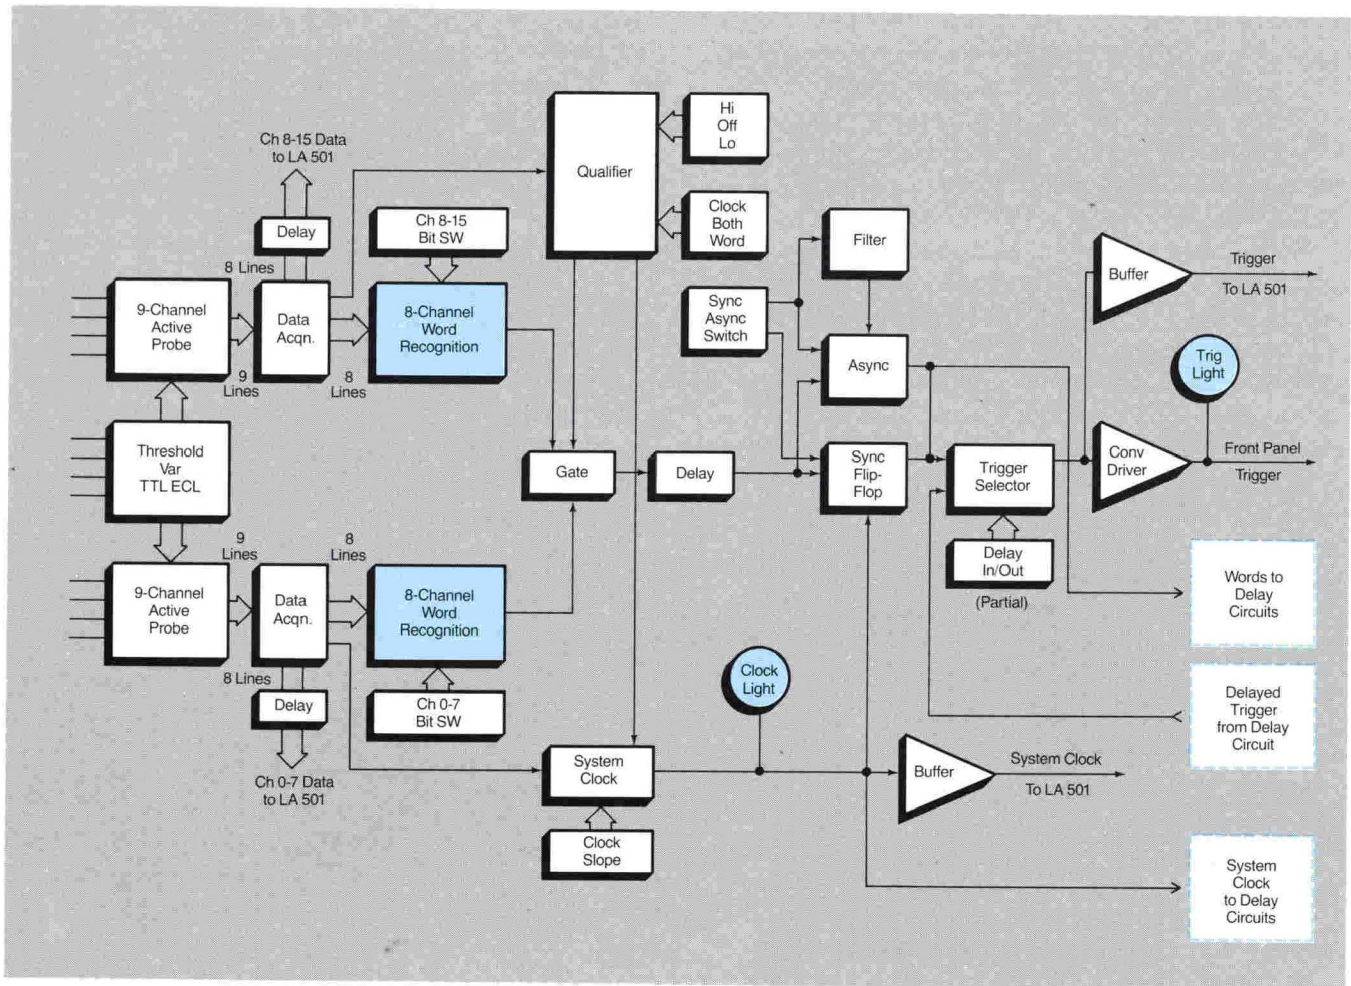 Ch 8-15 Data
to LA 501
Delay
8 Lines
9-Channel
Active
Probe
9
Lines
Data
Acqn.
8
Lines
Ch 8-15
Bit SW
8-Channel
Word
Recognition
Qualifier
Hi
Off
Lo
Clock
Both
Word
Threshold
Var
TTL ECL
9-Channel
Active
Probe
9
Lines
Data
Acqn.
8
Lines
8-Channel
Word
Recognition
8 Lines
Delay
Ch 0-7
Bit SW
Ch 0-7 Data
to LA 501
Gate
Delay
Sync
Async
Switch
Filter
Async
Sync
Flip-
Flop
Trigger
Selector
Delay
In/Out
(Partial)
Buffer
Trigger
To LA 501
Trig
Light
Conv
Driver
Front Panel
Trigger
Words to
Delay
Circuits
Delayed
Trigger
from Delay
Circuit
Clock
Light
System
Clock
Clock
Slope
Buffer
System Clock
To LA 501
System
Clock
to Delay
Circuits